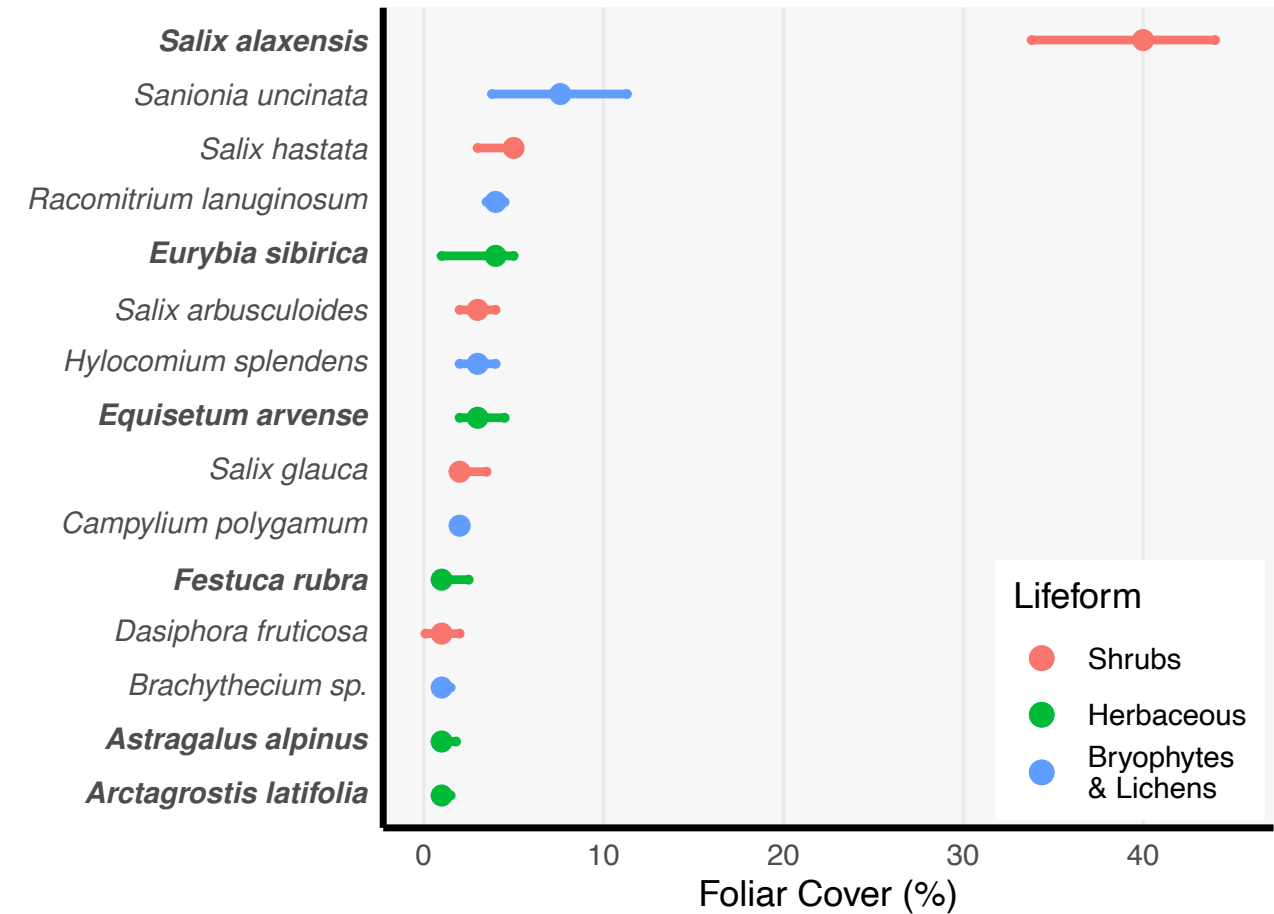 Salix alaxensis
Sanionia uncinata
Salix hastata
Racomitrium lanuginosum
Eurybia sibirica
Salix arbusculoides
Hylocomium splendens
Equisetum arvense
Salix glauca
Campylium polygamum
Festuca rubra
Dasiphora fruticosa
Brachythecium sp.
Astragalus alpinus
Arctagrostis latifolia
Lifeform
Shrubs
Herbaceous
Bryophytes
& Lichens
0 10 20 30 40
Foliar Cover (%)